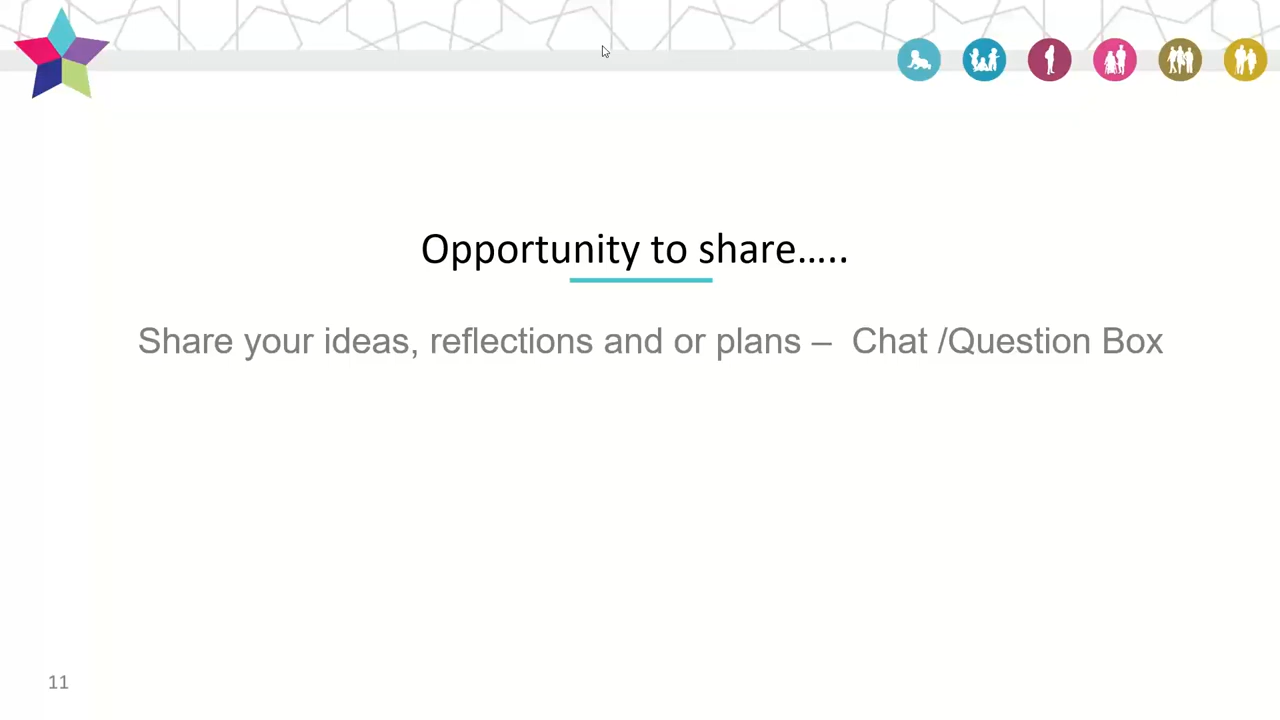 Opportunity to share…..
Share your ideas, reflections and or plans –  Chat /Question Box
11